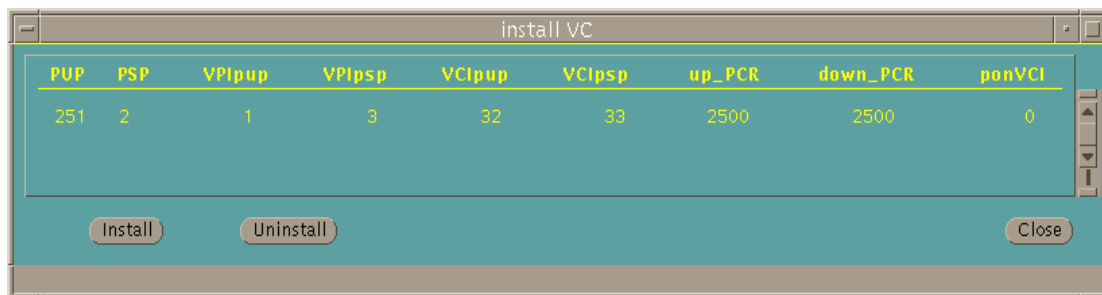 install VC
PUP PSP VPIpup VPIpsp VCIpup VCIpsp up_PCR down_PCR ponVCI
251 2 1 3 32 33 2500 2500 0
Install Uninstall Close